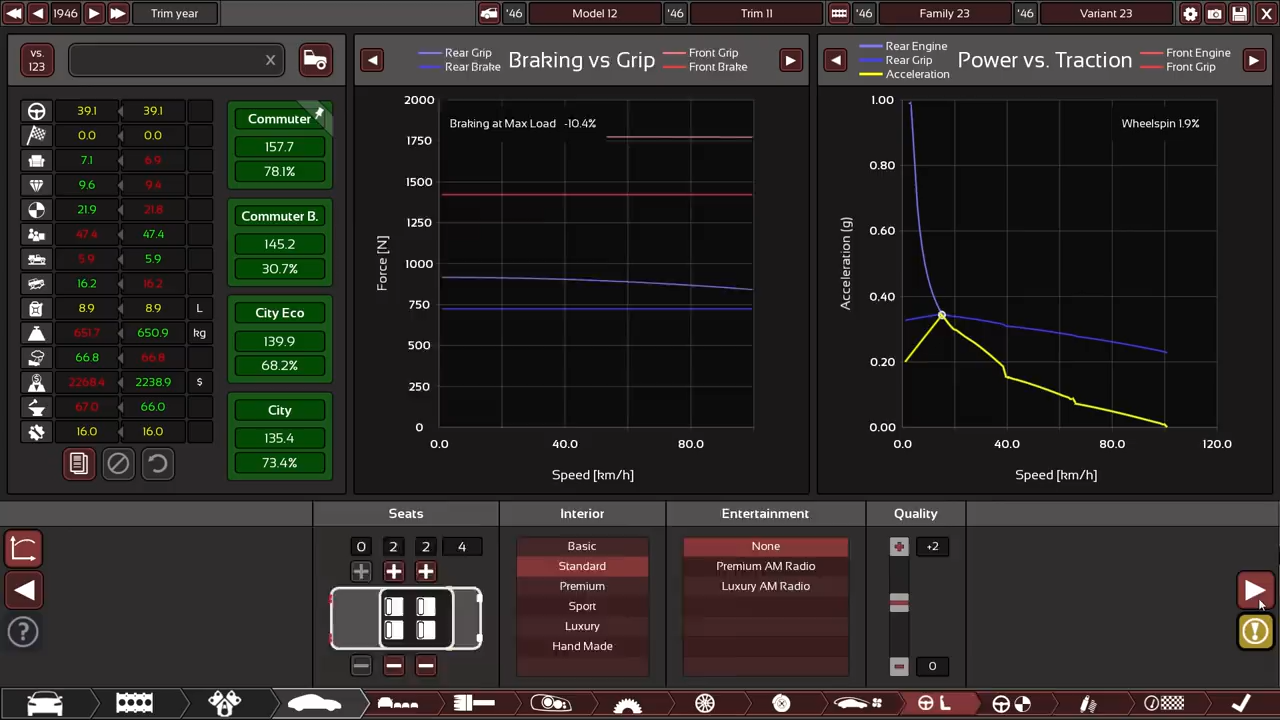 1946 Trim year '46 Model 12 '46 Trim 11 '46 Family 23 '46 Variant 23
vs.
123
X
39.1 39.1
0.0 0.0
7.1 6.9
9.6 9.4
21.9 21.8
47.4 47.4
5.9 5.9
16.2 16.2
8.9 8.9 L
651.7 650.9 kg
66.8 66.8
2268.4 2238.9 $
67.0 66.0
16.0 16.0
Commuter
157.7
78.1%
Commuter B.
145.2
30.7%
City Eco
139.9
68.2%
City
135.4
73.4%
Rear Grip
Rear Brake
Braking vs Grip
Front Grip
Front Brake
Braking at Max Load -10.4%
2000
1750
1500
1250
1000
750
500
250
0
Force [N]
0.0 40.0 80.0
Speed [km/h]
Rear Engine
Rear Grip
Acceleration
Power vs. Traction
Front Engine
Front Grip
Wheelspin 1.9%
1.00
0.80
0.60
0.40
0.20
0.00
Acceleration (g)
0.0 40.0 80.0 120.0
Speed [km/h]
Seats
0 2 2 4
Interior
Basic
Standard
Premium
Sport
Luxury
Hand Made
Entertainment
None
Premium AM Radio
Luxury AM Radio
Quality
+2
0